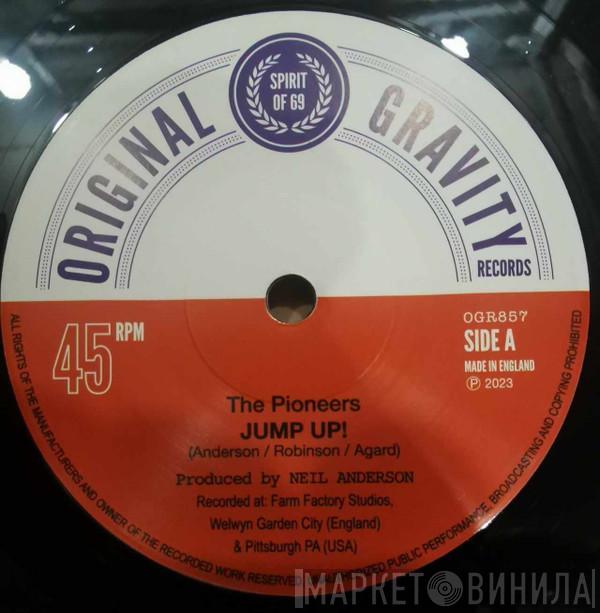 SPIRIT
OF 69
ORIGINAL GRAVITY
RECORDS
45 RPM
OGR857
SIDE A
MADE IN ENGLAND
℗ 2023
The Pioneers
JUMP UP!
(Anderson / Robinson / Agard)
Produced by NEIL ANDERSON
Recorded at: Farm Factory Studios,
Welwyn Garden City (England)
& Pittsburgh PA (USA)
ALL RIGHTS OF THE MANUFACTURERS AND OWNER OF THE RECORDED WORK RESERVED. UNAUTHORIZED PUBLIC PERFORMANCE, BROADCASTING AND COPYING PROHIBITED
МАРКЕТ ВИНИЛА